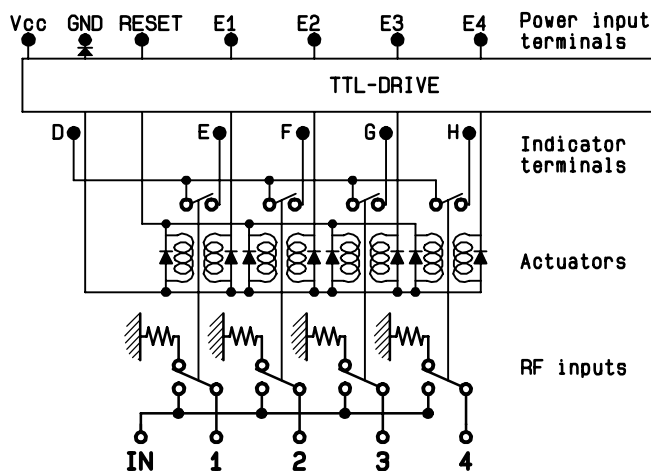 Vcc GND RESET E1 E2 E3 E4 Power input
terminals
TTL-DRIVE
D E F G H Indicator
terminals
Actuators
RF inputs
IN 1 2 3 4